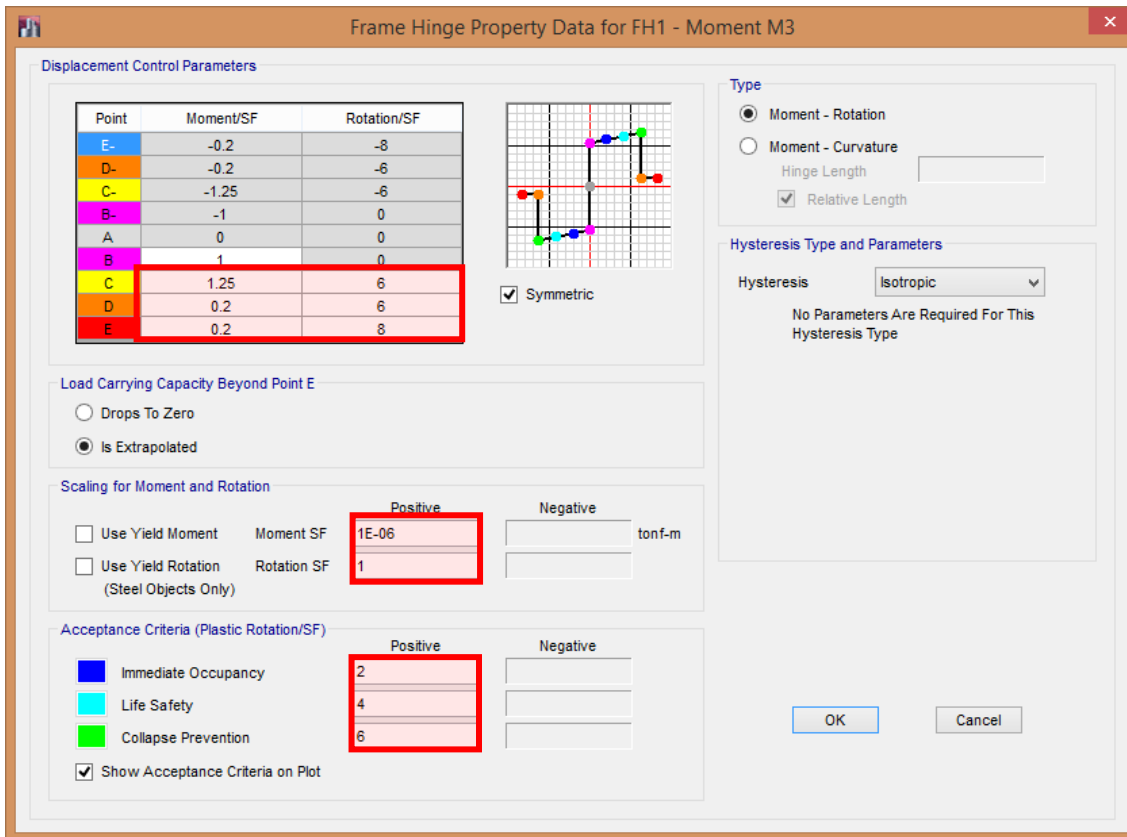 Frame Hinge Property Data for FH1 - Moment M3
Displacement Control Parameters
Point Moment/SF Rotation/SF
E- -0.2 -8
D- -0.2 -6
C- -1.25 -6
B- -1 0
A 0 0
B 1 0
C 1.25 6
D 0.2 6
E 0.2 8
Symmetric
Type
Moment - Rotation
Moment - Curvature
Hinge Length
Relative Length
Hysteresis Type and Parameters
Hysteresis Isotropic
No Parameters Are Required For This
Hysteresis Type
Load Carrying Capacity Beyond Point E
Drops To Zero
Is Extrapolated
Scaling for Moment and Rotation
Positive Negative
Use Yield Moment Moment SF 1E-06 tonf-m
Use Yield Rotation Rotation SF 1
(Steel Objects Only)
Acceptance Criteria (Plastic Rotation/SF)
Positive Negative
Immediate Occupancy 2
Life Safety 4
Collapse Prevention 6
Show Acceptance Criteria on Plot
OK Cancel